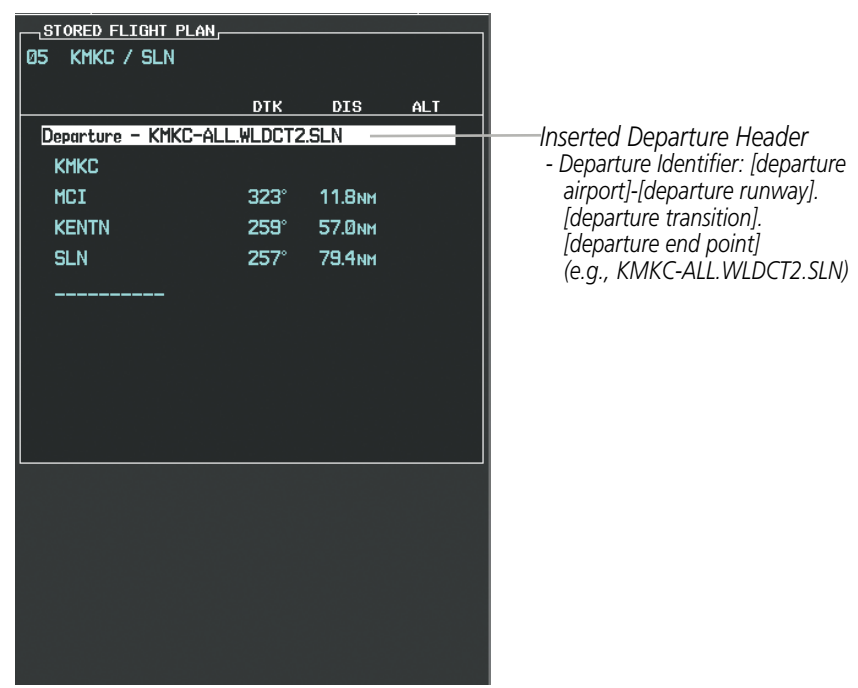 STORED FLIGHT PLAN
05 KMKC / SLN
DTK DIS ALT
Departure - KMKC-ALL.WLDCT2.SLN
KMKC
MCI 323° 11.8NM
KENTN 259° 57.0NM
SLN 257° 79.4NM
__________
Inserted Departure Header
- Departure Identifier: [departure
airport]-[departure runway].
[departure transition].
[departure end point]
(e.g., KMKC-ALL.WLDCT2.SLN)